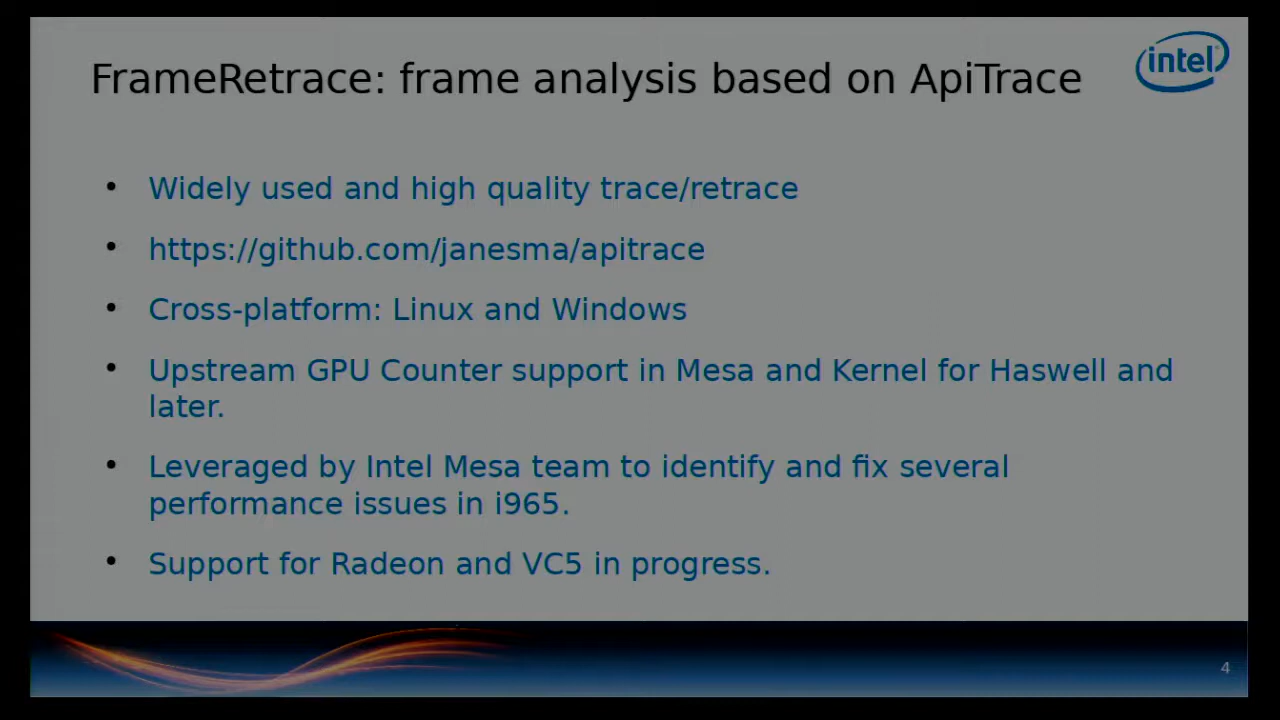 FrameRetrace: frame analysis based on ApiTrace
intel
• Widely used and high quality trace/retrace
• https://github.com/janesma/apitrace
• Cross-platform: Linux and Windows
• Upstream GPU Counter support in Mesa and Kernel for Haswell and
later.
• Leveraged by Intel Mesa team to identify and fix several
performance issues in i965.
• Support for Radeon and VC5 in progress.
4